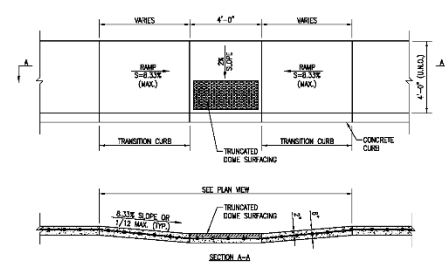 VARIES
4'-0"
VARIES
A
A
RAMP
S=8.33%
(MAX.)
2%
SLOPE
RAMP
S=8.33%
(MAX.)
4'-0" (U.N.O.)
TRANSITION CURB
TRUNCATED
DOME SURFACING
TRANSITION CURB
CONCRETE
CURB
SEE PLAN VIEW
8.33% SLOPE OR
1/12 MAX. (TYP.)
TRUNCATED
DOME SURFACING
SECTION A-A